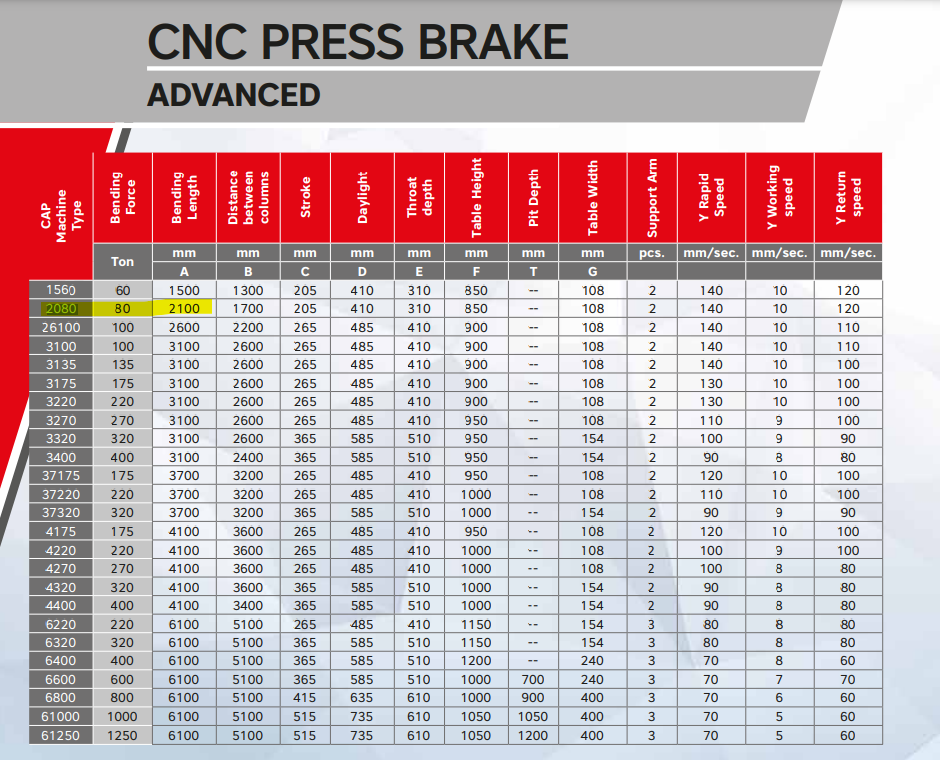 CNC PRESS BRAKE
ADVANCED
CAP Machine Type Bending Force Bending Length Distance between columns Stroke Daylight Throat depth Table Height Pit Depth Table Width Support Arm Y Rapid Speed Y Working speed Y Return speed
Ton mm mm mm mm mm mm mm mm pcs. mm/sec. mm/sec. mm/sec.
A B C D E F T G
1560 60 1500 1300 205 410 310 850 -- 108 2 140 10 120
2080 80 2100 1700 205 410 310 850 -- 108 2 140 10 120
26100 100 2600 2200 265 485 410 900 -- 108 2 140 10 110
3100 100 3100 2600 265 485 410 900 -- 108 2 140 10 110
3135 135 3100 2600 265 485 410 900 -- 108 2 140 10 100
3175 175 3100 2600 265 485 410 900 -- 108 2 130 10 100
3220 220 3100 2600 265 485 410 900 -- 108 2 130 10 100
3270 270 3100 2600 265 485 410 950 -- 108 2 110 9 100
3320 320 3100 2600 365 585 510 950 -- 154 2 100 9 90
3400 400 3100 2400 365 585 510 950 -- 154 2 90 8 80
37175 175 3700 3200 265 485 410 950 -- 108 2 120 10 100
37220 220 3700 3200 265 485 410 1000 -- 108 2 110 10 100
37320 320 3700 3200 365 585 510 1000 -- 154 2 90 9 90
4175 175 4100 3600 265 485 410 950 -- 108 2 120 10 100
4220 220 4100 3600 265 485 410 1000 -- 108 2 100 9 100
4270 270 4100 3600 265 485 410 1000 -- 108 2 100 8 80
4320 320 4100 3600 365 585 510 1000 -- 154 2 90 8 80
4400 400 4100 3400 365 585 510 1000 -- 154 2 90 8 80
6220 220 6100 5100 265 485 410 1150 -- 154 3 80 8 80
6320 320 6100 5100 365 585 510 1150 -- 154 3 80 8 80
6400 400 6100 5100 365 585 510 1200 -- 240 3 70 8 60
6600 600 6100 5100 365 585 510 1000 700 240 3 70 7 70
6800 800 6100 5100 415 635 610 1000 900 400 3 70 6 60
61000 1000 6100 5100 515 735 610 1050 1050 400 3 70 5 60
61250 1250 6100 5100 515 735 610 1050 1200 400 3 70 5 60